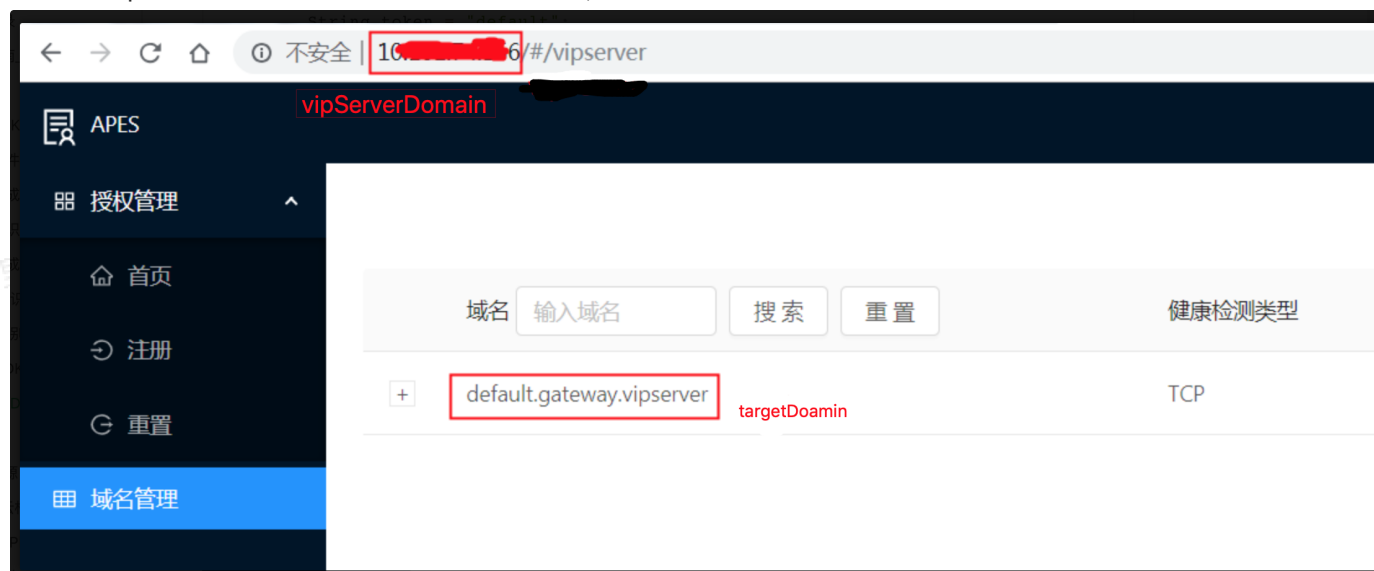 不安全 | /#/vipserver
vipServerDomain
APES
授权管理
首页
域名 输入域名 搜 索 重 置 健康检测类型
注册
+ default.gateway.vipserver TCP
targetDoamin
重置
域名管理